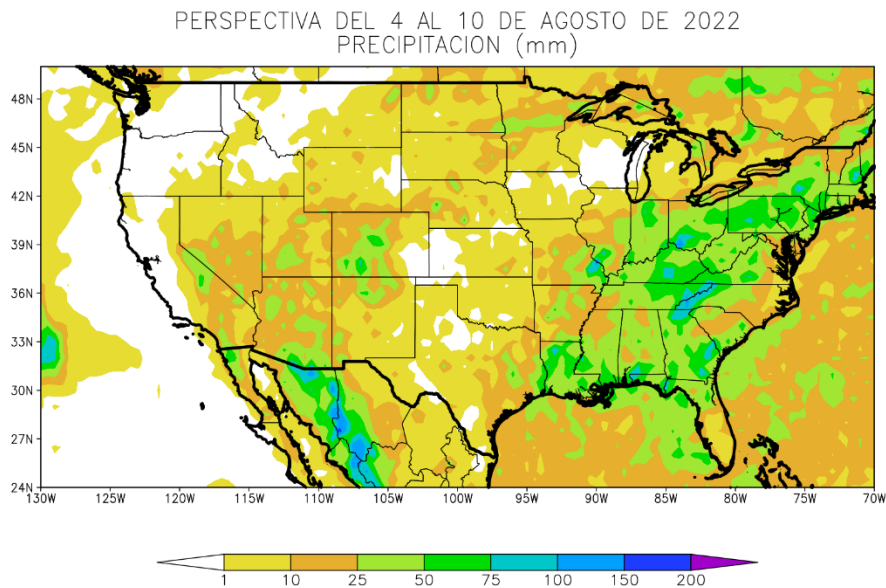 PERSPECTIVA DEL 4 AL 10 DE AGOSTO DE 2022
PRECIPITACION (mm)
48N
45N
42N
39N
36N
33N
30N
27N
24N
130W 125W 120W 115W 110W 105W 100W 95W 90W 85W 80W 75W 70W
1 10 25 50 75 100 150 200